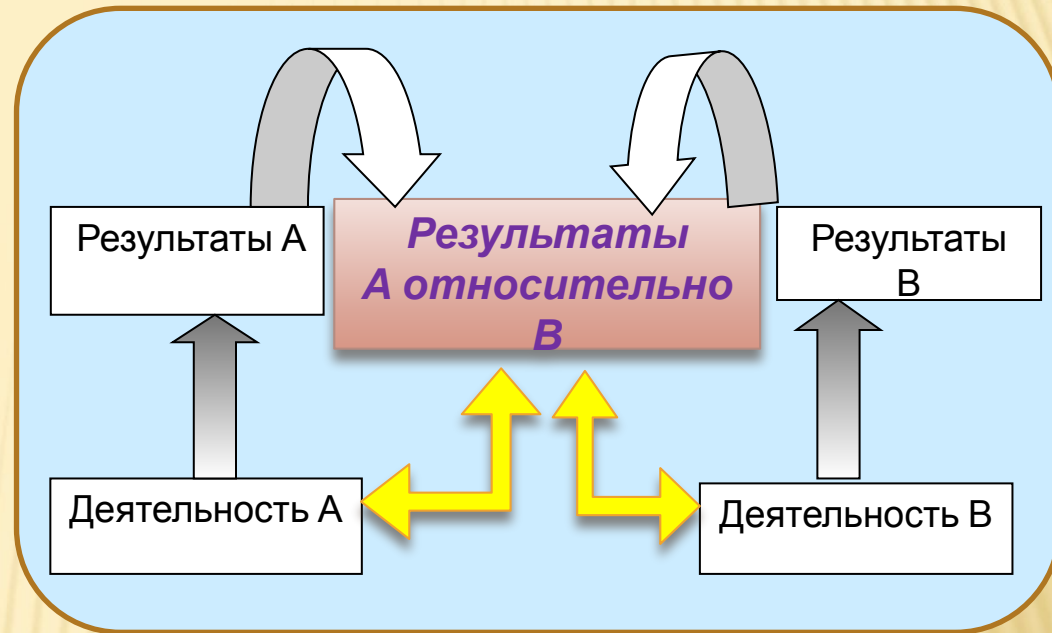 Результаты А
Результаты
А относительно
В
Результаты
В
Деятельность А
Деятельность В